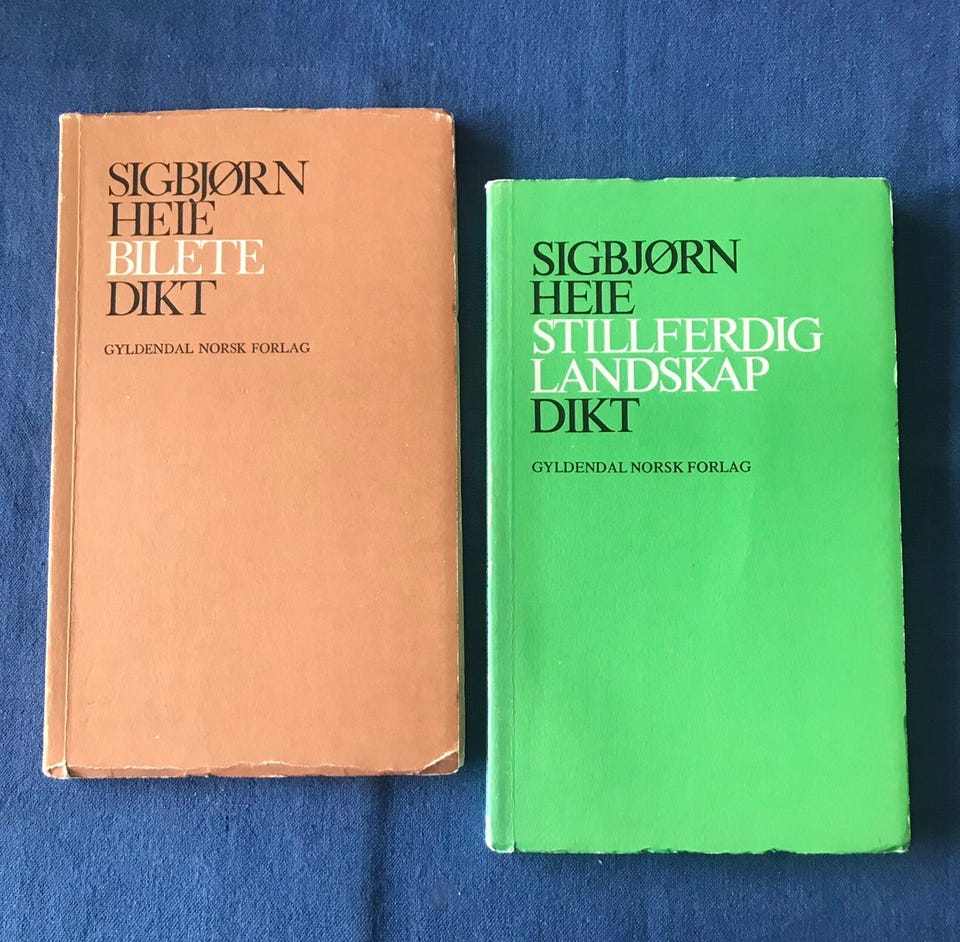 SIGBJØRN
HEIE
BILETE
DIKT
GYLDENDAL NORSK FORLAG
SIGBJØRN
HEIE
STILLFERDIG
LANDSKAP
DIKT
GYLDENDAL NORSK FORLAG